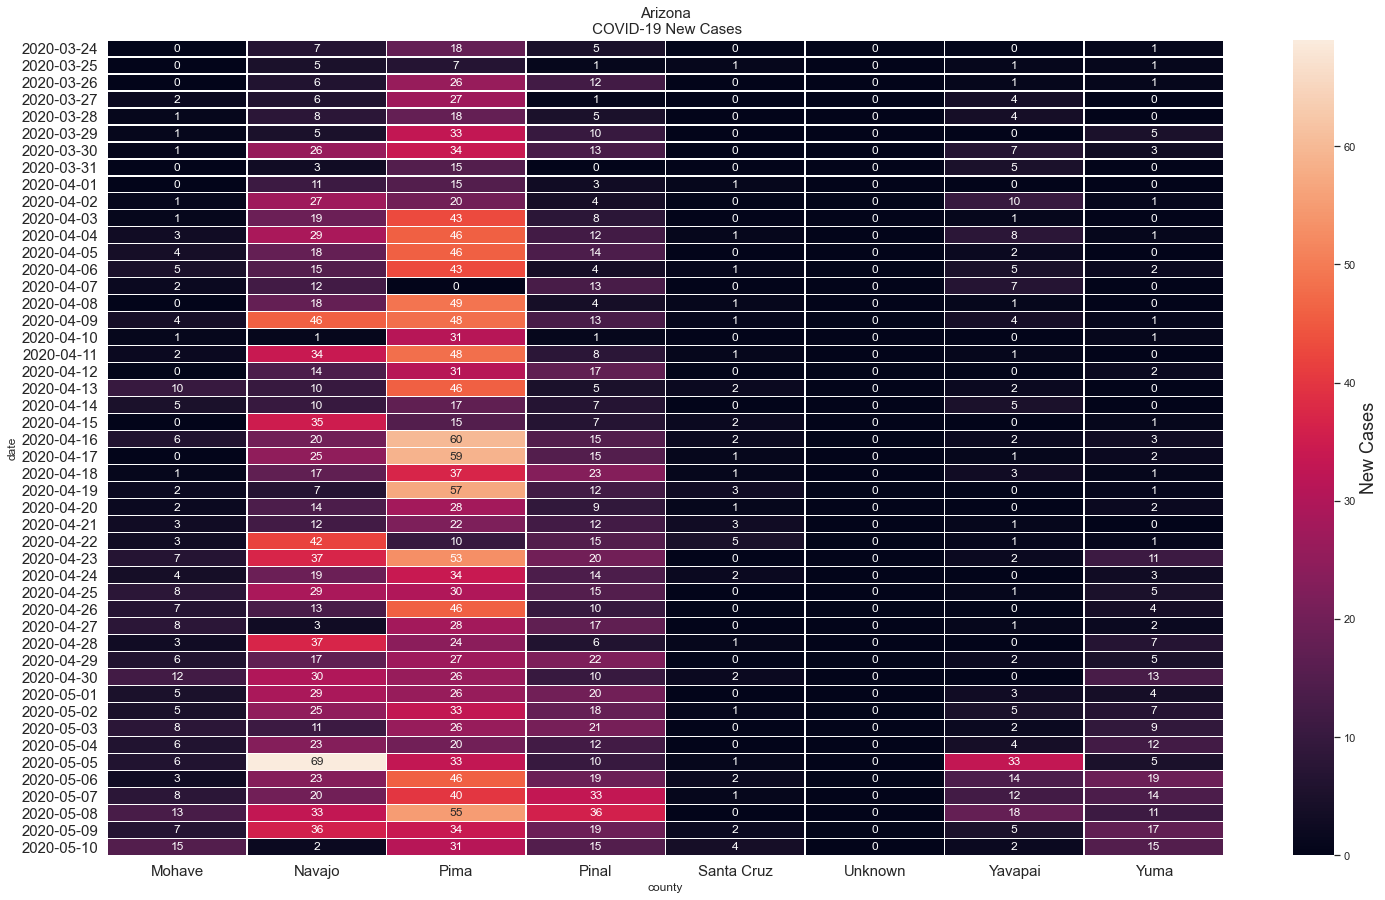 Arizona
COVID-19 New Cases
2020-03-24 0 7 18 5 0 0 0 1
2020-03-25 0 5 7 1 1 0 1 1
2020-03-26 0 6 26 12 0 0 1 1
2020-03-27 2 6 27 1 0 0 4 0
2020-03-28 1 8 18 5 0 0 4 0
2020-03-29 1 5 33 10 0 0 0 5
2020-03-30 1 26 34 13 0 0 7 3
2020-03-31 0 3 15 0 0 0 5 0
2020-04-01 0 11 15 3 1 0 0 0
2020-04-02 1 27 20 4 0 0 10 1
2020-04-03 1 19 43 8 0 0 1 0
2020-04-04 3 29 46 12 1 0 8 1
2020-04-05 4 18 46 14 0 0 2 0
2020-04-06 5 15 43 4 1 0 5 2
2020-04-07 2 12 0 13 0 0 7 0
2020-04-08 0 18 49 4 1 0 1 0
2020-04-09 4 46 48 13 1 0 4 1
2020-04-10 1 1 31 1 0 0 0 1
2020-04-11 2 34 48 8 1 0 1 0
2020-04-12 0 14 31 17 0 0 0 2
2020-04-13 10 10 46 5 2 0 2 0
2020-04-14 5 10 17 7 0 0 5 0
2020-04-15 0 35 15 7 2 0 0 1
2020-04-16 6 20 60 15 2 0 2 3
2020-04-17 0 25 59 15 1 0 1 2
2020-04-18 1 17 37 23 1 0 3 1
2020-04-19 2 7 57 12 3 0 0 1
2020-04-20 2 14 28 9 1 0 0 2
2020-04-21 3 12 22 12 3 0 1 0
2020-04-22 3 42 10 15 5 0 1 1
2020-04-23 7 37 53 20 0 0 2 11
2020-04-24 4 19 34 14 2 0 0 3
2020-04-25 8 29 30 15 0 0 1 5
2020-04-26 7 13 46 10 0 0 0 4
2020-04-27 8 3 28 17 0 0 1 2
2020-04-28 3 37 24 6 1 0 0 7
2020-04-29 6 17 27 22 0 0 2 5
2020-04-30 12 30 26 10 2 0 0 13
2020-05-01 5 29 26 20 0 0 3 4
2020-05-02 5 25 33 18 1 0 5 7
2020-05-03 8 11 26 21 0 0 2 9
2020-05-04 6 23 20 12 0 0 4 12
2020-05-05 6 69 33 10 1 0 33 5
2020-05-06 3 23 46 19 2 0 14 19
2020-05-07 8 20 40 33 1 0 12 14
2020-05-08 13 33 55 36 0 0 18 11
2020-05-09 7 36 34 19 2 0 5 17
2020-05-10 15 2 31 15 4 0 2 15
Mohave Navajo Pima Pinal Santa Cruz Unknown Yavapai Yuma
county
date
60
50
40
30
20
10
0
New Cases